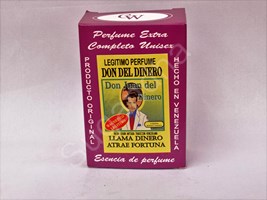 CW
Perfume Extra
Completo Unisex
LEGITIMO PERFUME
DON DEL DINERO
Don Juan del
Dinero
LLAMA DINERO
ATRAE FORTUNA
PRODUCTO ORIGINAL
HECHO EN VENEZUELA
Esencia de perfume